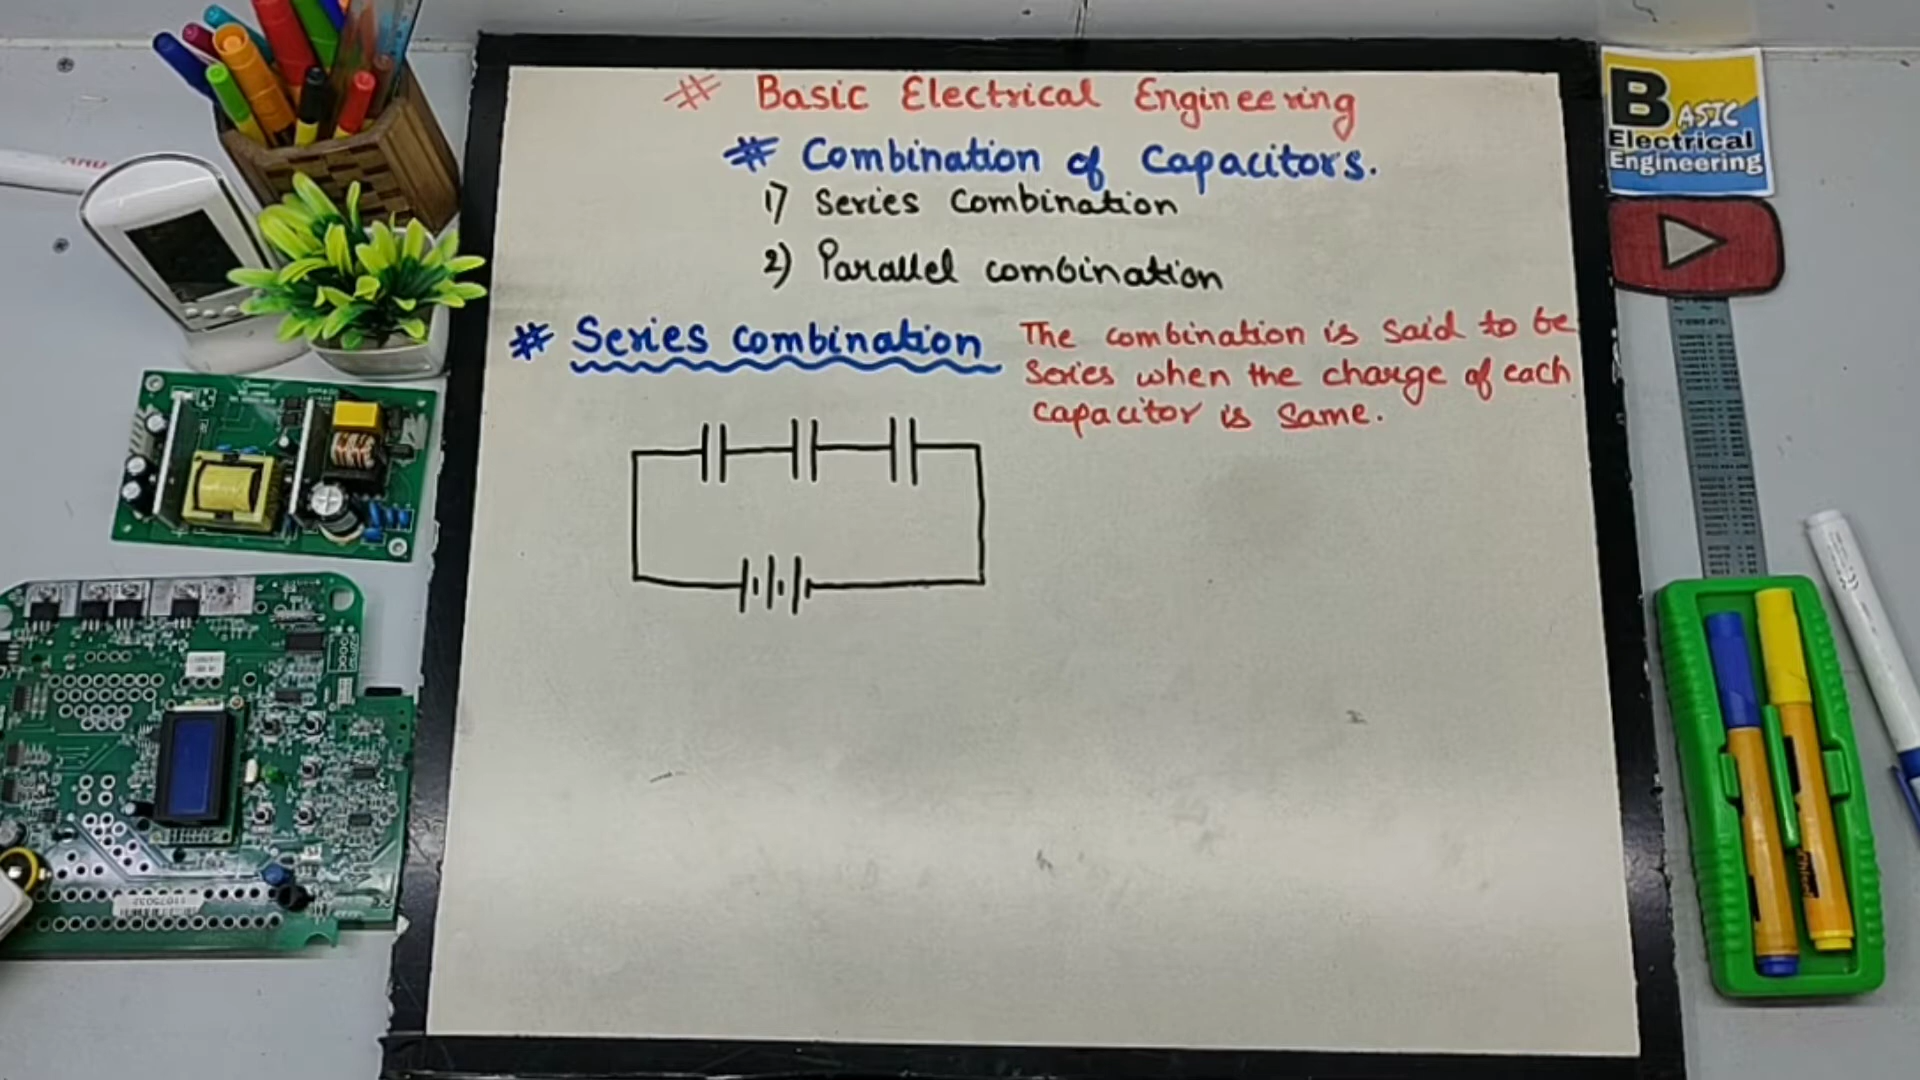 # Basic Electrical Engineering
# Combination of Capacitors.
1) Series Combination
2) Parallel combination
# Series combination
The combination is said to be
Series when the charge of each
capacitor is same.
BASIC
Electrical
Engineering
11075032